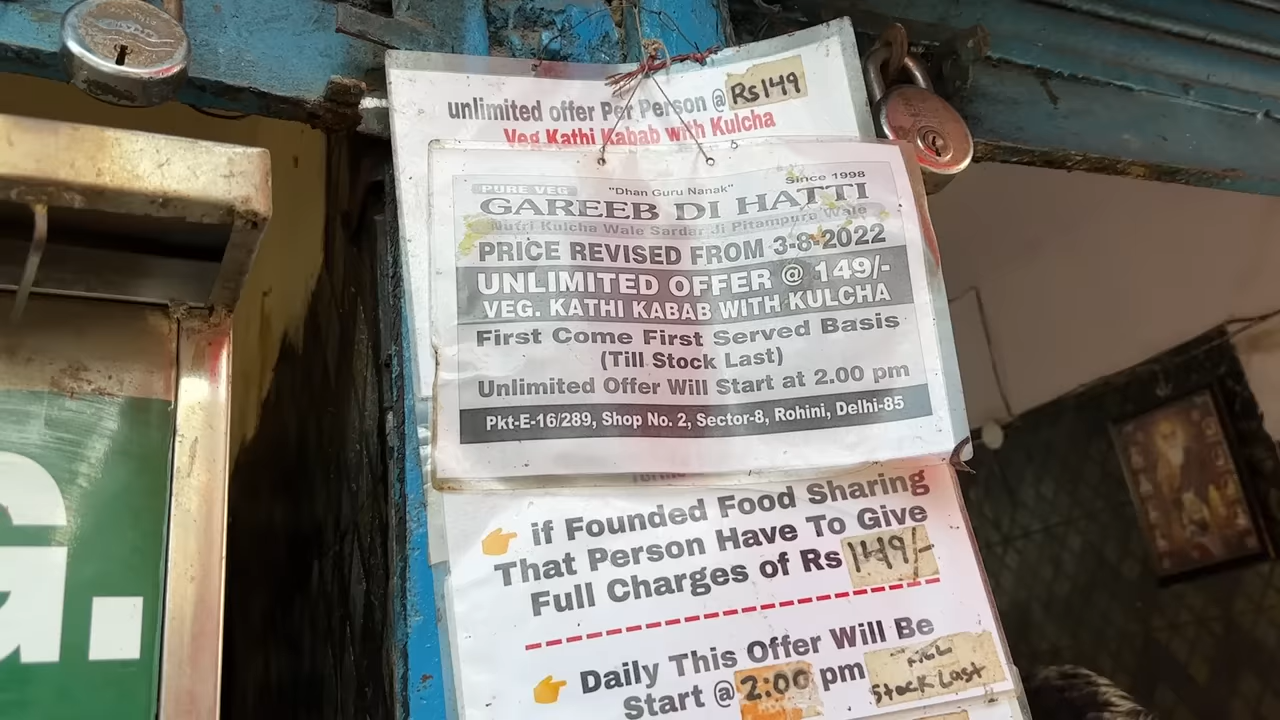 unlimited offer Per Person @ Rs 149
Veg Kathi Kabab with Kulcha
Since 1998
PURE VEG "Dhan Guru Nanak"
GAREEB DI HATTI
Nutri Kulcha Wale Sardar Ji Pitampura Wale
PRICE REVISED FROM 3-8-2022
UNLIMITED OFFER @ 149/-
VEG. KATHI KABAB WITH KULCHA
First Come First Served Basis
(Till Stock Last)
Unlimited Offer Will Start at 2.00 pm
Pkt-E-16/289, Shop No. 2, Sector-8, Rohini, Delhi-85
👉 if Founded Food Sharing
That Person Have To Give
Full Charges of Rs 149/-
👉 Daily This Offer Will Be
Start @ 2:00 pm Till
Stock Last
G.